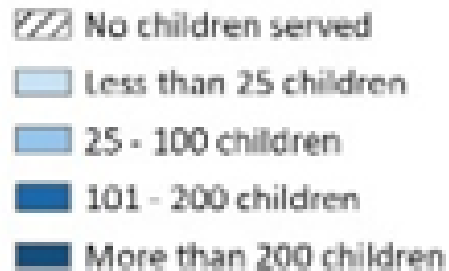 No children served
Less than 25 children
25 - 100 children
101 - 200 children
More than 200 children